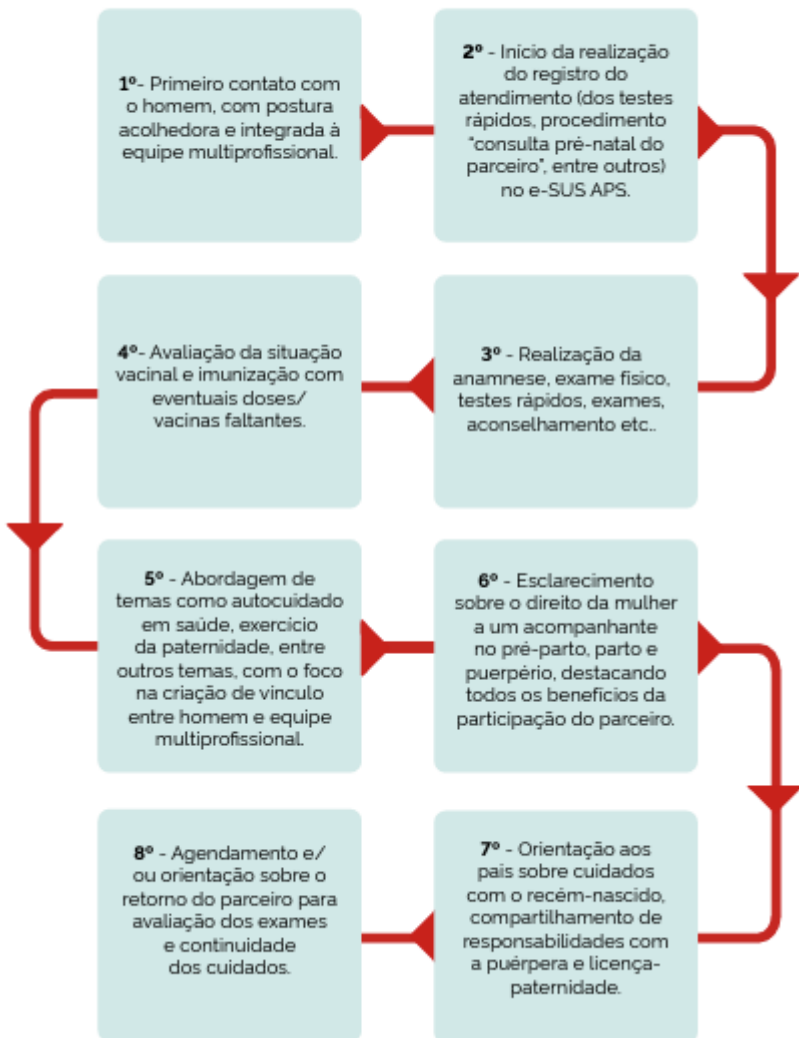 1º- Primeiro contato com
o homem, com postura
acolhedora e integrada à
equipe multiprofissional.
2º - Início da realização
do registro do
atendimento (dos testes
rápidos, procedimento
“consulta pré-natal do
parceiro”, entre outros)
no e-SUS APS.
3º - Realização da
anamnese, exame físico,
testes rápidos, exames,
aconselhamento etc..
4º- Avaliação da situação
vacinal e imunização com
eventuais doses/
vacinas faltantes.
5º - Abordagem de
temas como autocuidado
em saúde, exercício
da paternidade, entre
outros temas, com o foco
na criação de vinculo
entre homem e equipe
multiprofissional.
6º - Esclarecimento
sobre o direito da mulher
a um acompanhante
no pré-parto, parto e
puerpério, destacando
todos os benefícios da
participação do parceiro.
7º - Orientação aos
pais sobre cuidados
com o recém-nascido,
compartilhamento de
responsabilidades com
a puérpera e licença-
paternidade.
8º - Agendamento e/
ou orientação sobre o
retorno do parceiro para
avaliação dos exames
e continuidade
dos cuidados.